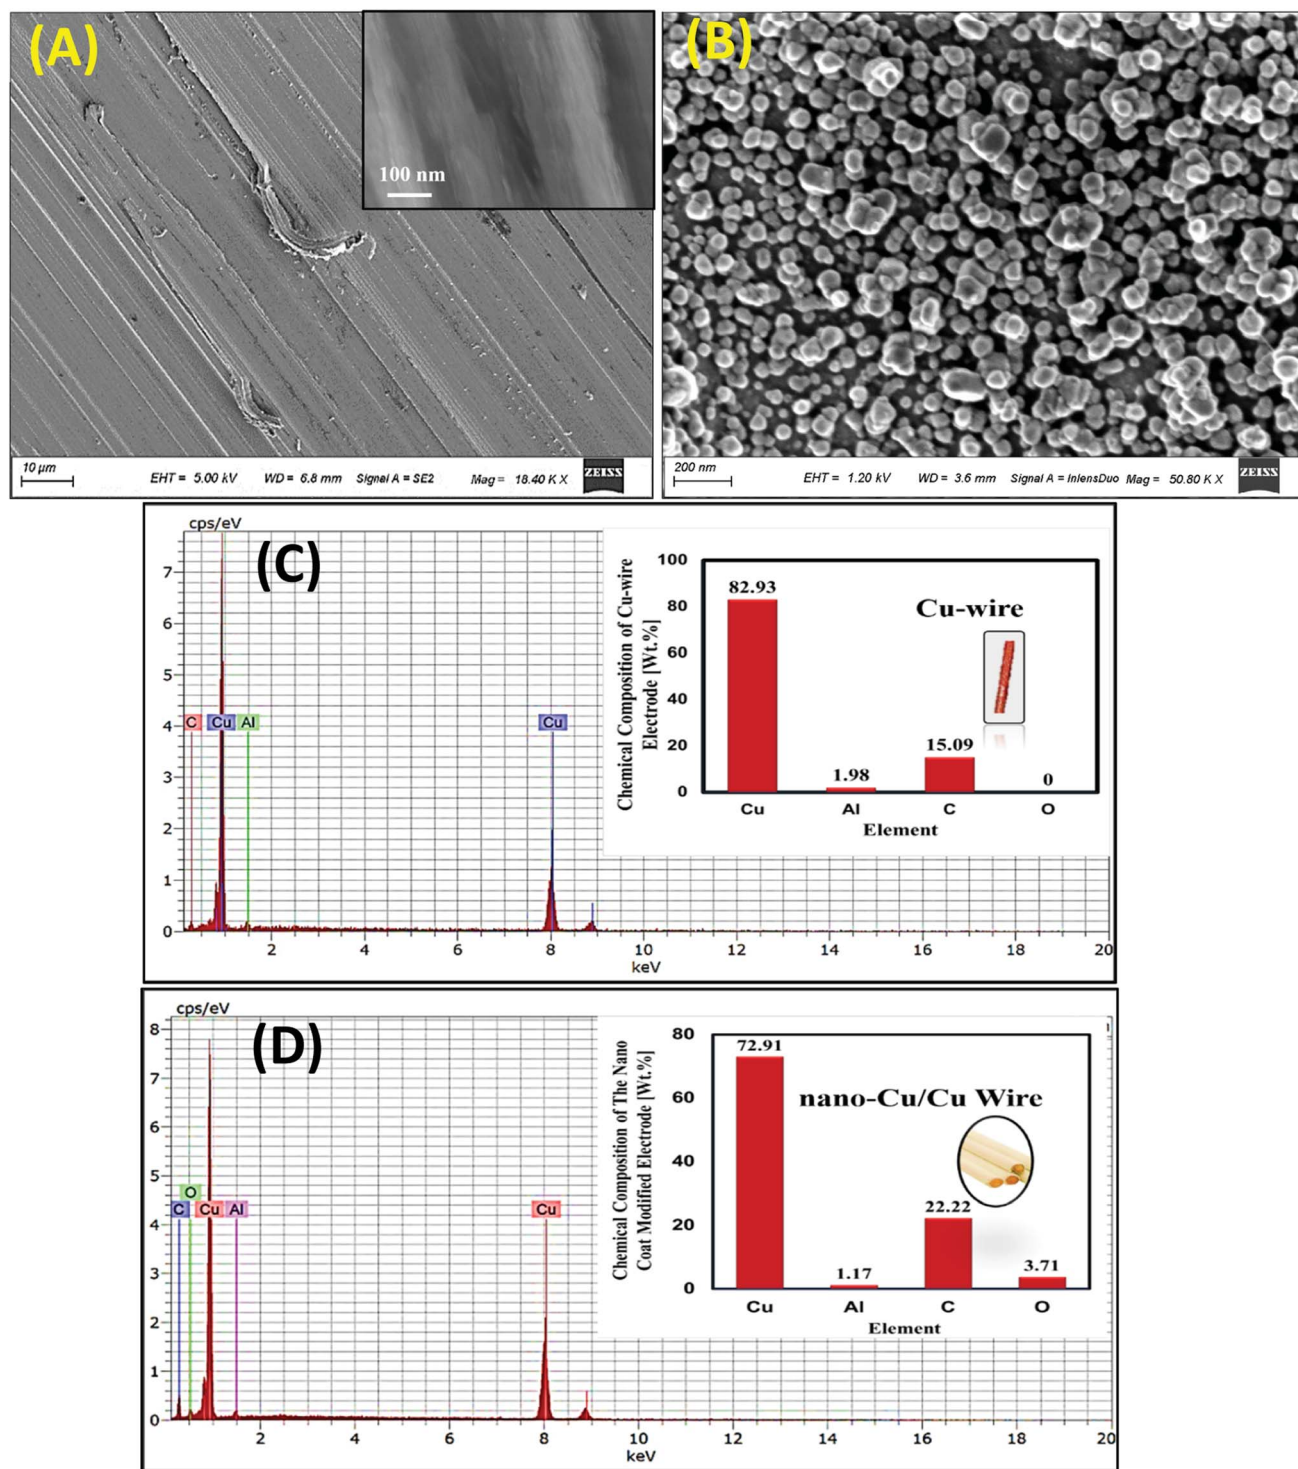 (A)
100 nm
10 µm
EHT = 5.00 kV
WD = 6.8 mm
Signal A = SE2
Mag = 18.40 K X
ZEISS
(B)
200 nm
EHT = 1.20 kV
WD = 3.6 mm
Signal A = InlensDuo
Mag = 50.80 K X
ZEISS
(C)
cps/eV
7
6
5
4
3
2
1
0
C
Cu
Al
Cu
2
4
6
8
10
12
14
16
18
20
keV
Chemical Composition of Cu-wire
Electrode [Wt.%]
100
80
60
40
20
0
82.93
1.98
15.09
0
Cu-wire
Cu
Al
C
O
Element
(D)
cps/eV
8
7
6
5
4
3
2
1
0
O
C
Cu
Al
Cu
2
4
6
8
10
12
14
16
18
20
keV
Chemical Composition of The Nano
Coat Modified Electrode [Wt.%]
80
60
40
20
0
72.91
1.17
22.22
3.71
nano-Cu/Cu Wire
Cu
Al
C
O
Element